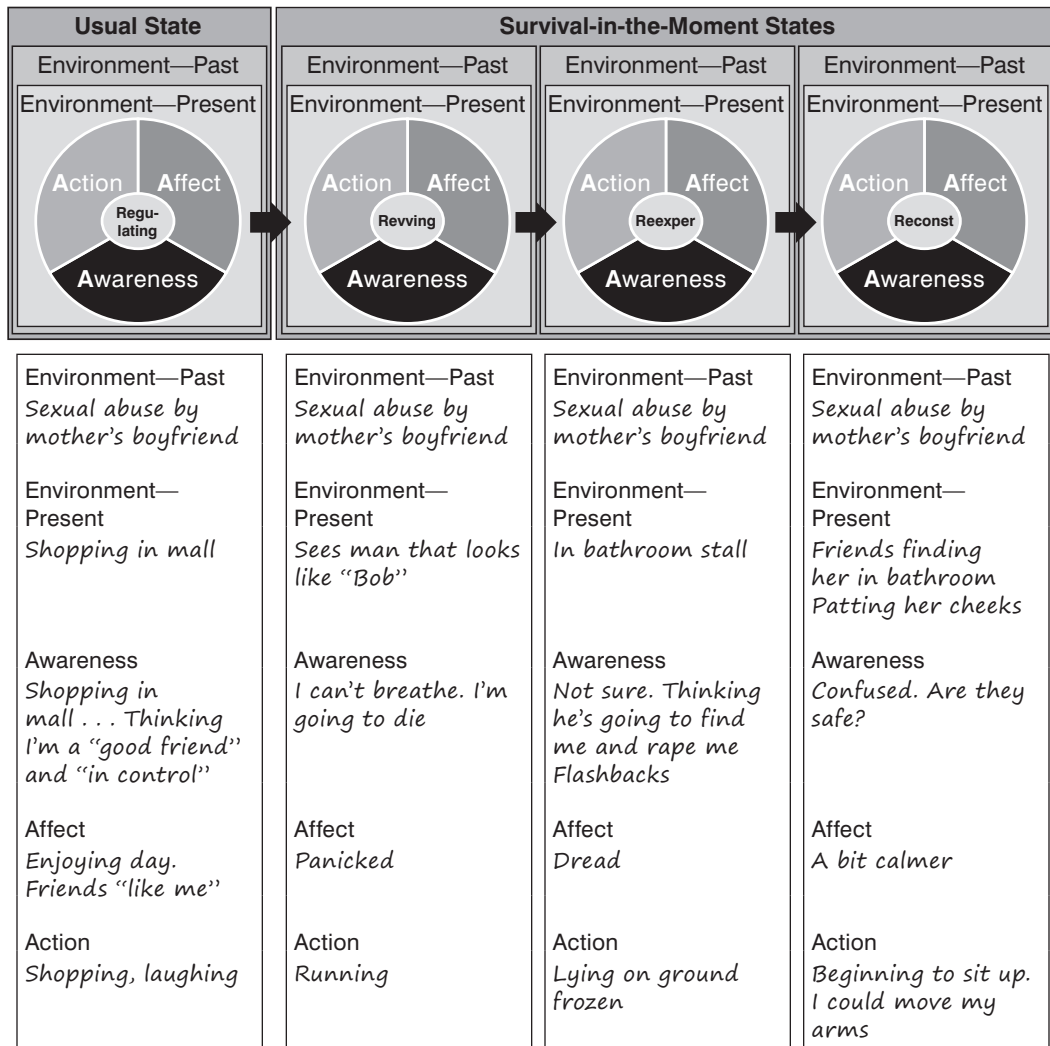 Usual State
Survival-in-the-Moment States
Environment—Past
Environment—Past
Environment—Past
Environment—Past
Environment—Present
Environment—Present
Environment—Present
Environment—Present
Action Affect
Regu-
lating
Awareness
Action Affect
Revving
Awareness
Action Affect
Reexper
Awareness
Action Affect
Reconst
Awareness
Environment—Past
Sexual abuse by
mother's boyfriend
Environment—
Present
Shopping in mall
Awareness
Shopping in
mall . . . Thinking
I'm a “good friend”
and “in control”
Affect
Enjoying day.
Friends “like me”
Action
Shopping, laughing
Environment—Past
Sexual abuse by
mother's boyfriend
Environment—
Present
Sees man that looks
like “Bob”
Awareness
I can't breathe. I'm
going to die
Affect
Panicked
Action
Running
Environment—Past
Sexual abuse by
mother's boyfriend
Environment—
Present
In bathroom stall
Awareness
Not sure. Thinking
he's going to find
me and rape me
Flashbacks
Affect
Dread
Action
Lying on ground
frozen
Environment—Past
Sexual abuse by
mother's boyfriend
Environment—
Present
Friends finding
her in bathroom
Patting her cheeks
Awareness
Confused. Are they
safe?
Affect
A bit calmer
Action
Beginning to sit up.
I could move my
arms